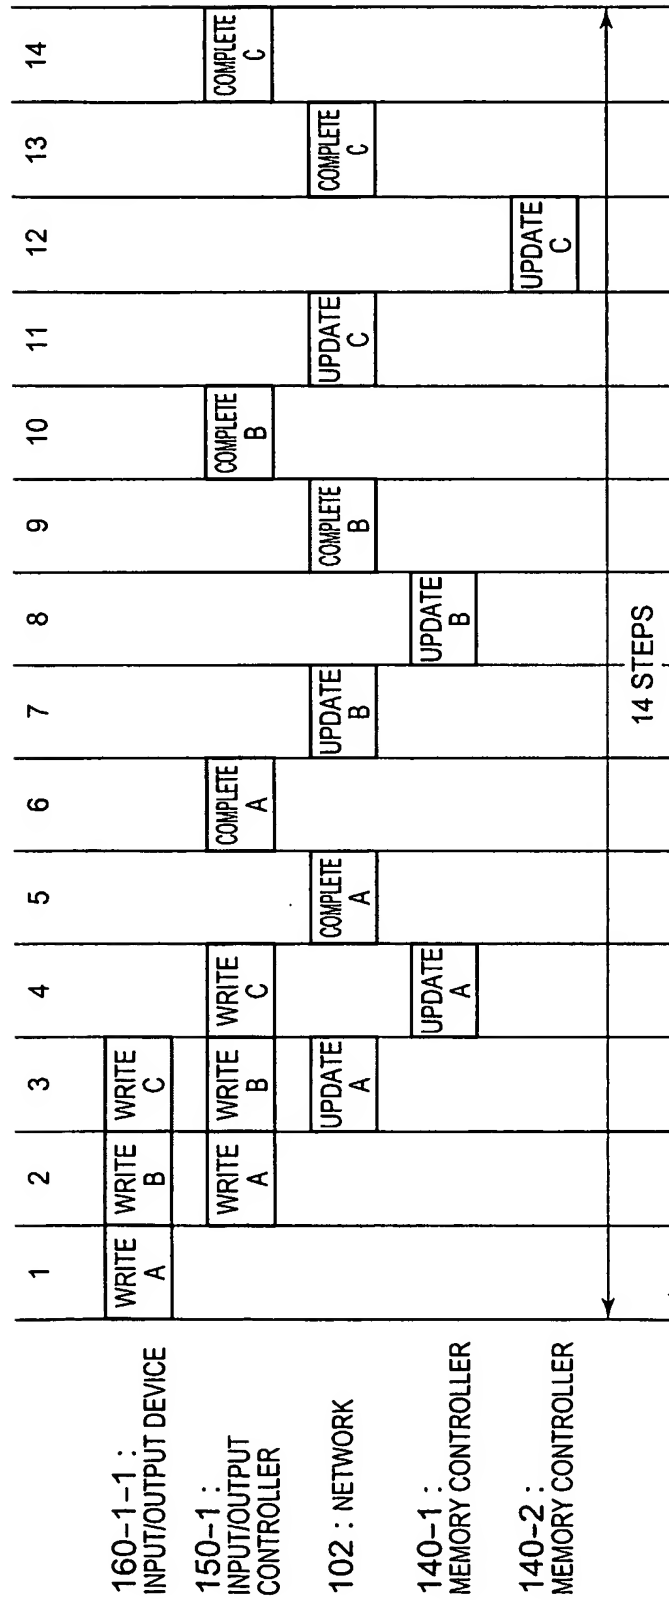 1 2 3 4 5 6 7 8 9 10 11 12 13 14
160-1-1 :
INPUT/OUTPUT DEVICE
WRITE
A
WRITE
B
WRITE
C
150-1 :
INPUT/OUTPUT
CONTROLLER
WRITE
A
WRITE
B
WRITE
C
COMPLETE
A
COMPLETE
B
COMPLETE
C
102 : NETWORK
UPDATE
A
COMPLETE
A
UPDATE
B
COMPLETE
B
UPDATE
C
COMPLETE
C
140-1 :
MEMORY CONTROLLER
UPDATE
A
UPDATE
B
140-2 :
MEMORY CONTROLLER
UPDATE
C
14 STEPS